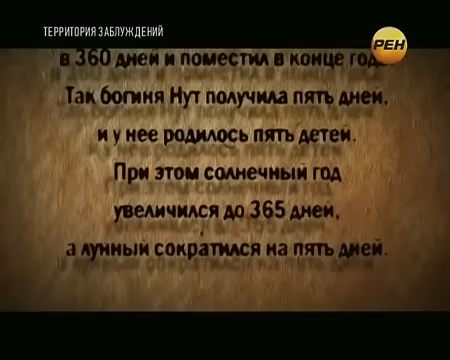 ТЕРРИТОРИЯ ЗАБЛУЖДЕНИЙ
РЕН
в 360 дней и поместил в конце года.
Так богиня Нут получила пять дней,
и у нее родилось пять детей.
При этом солнечный год
увеличился до 365 дней,
а лунный сократился на пять дней.